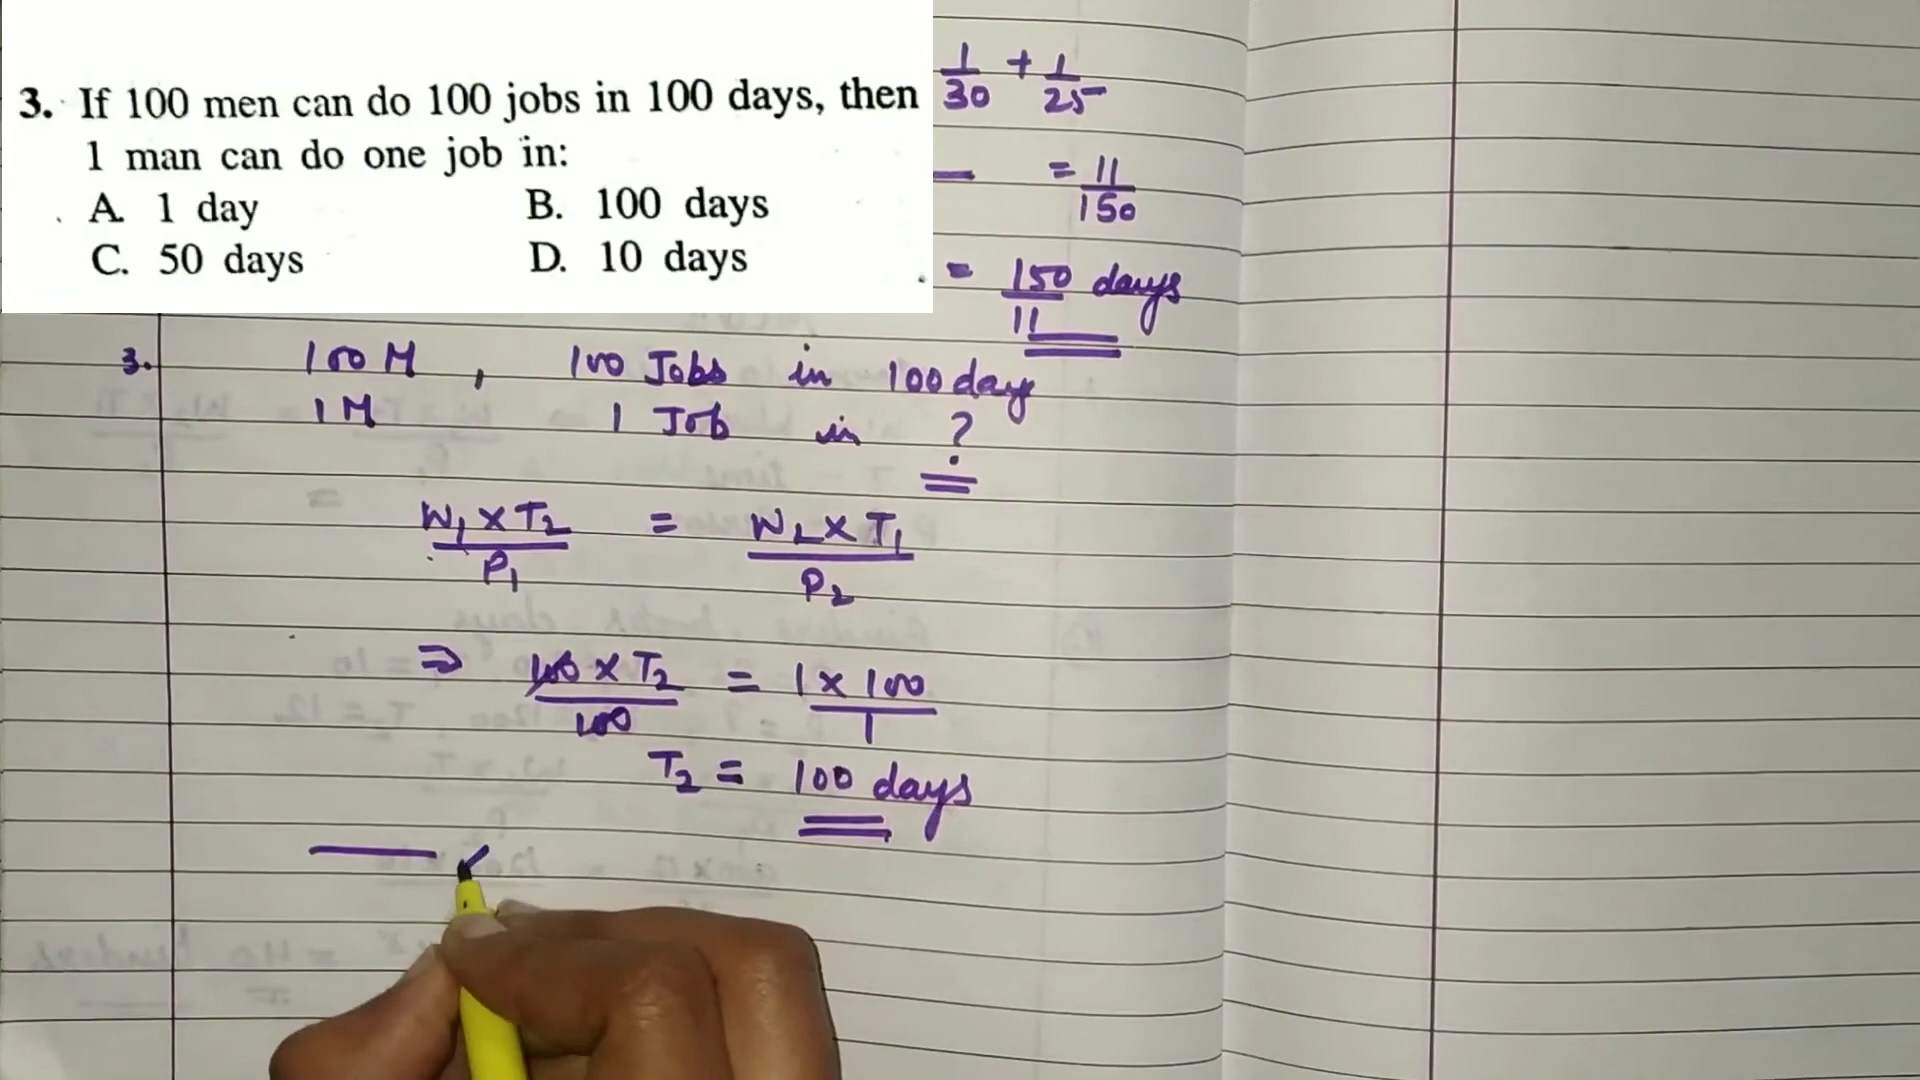 3. If 100 men can do 100 jobs in 100 days, then
1 man can do one job in:
A. 1 day B. 100 days
C. 50 days D. 10 days
1/30 + 1/25
= 11/150
= 150/11 days
3. 100 M , 100 Jobs in 100 day
1 M 1 Job in ?
W₁ × T₂ / P₁ = W₂ × T₁ / P₂
⇒ 100 × T₂ / 100 = 1 × 100 / 1
T₂ = 100 days